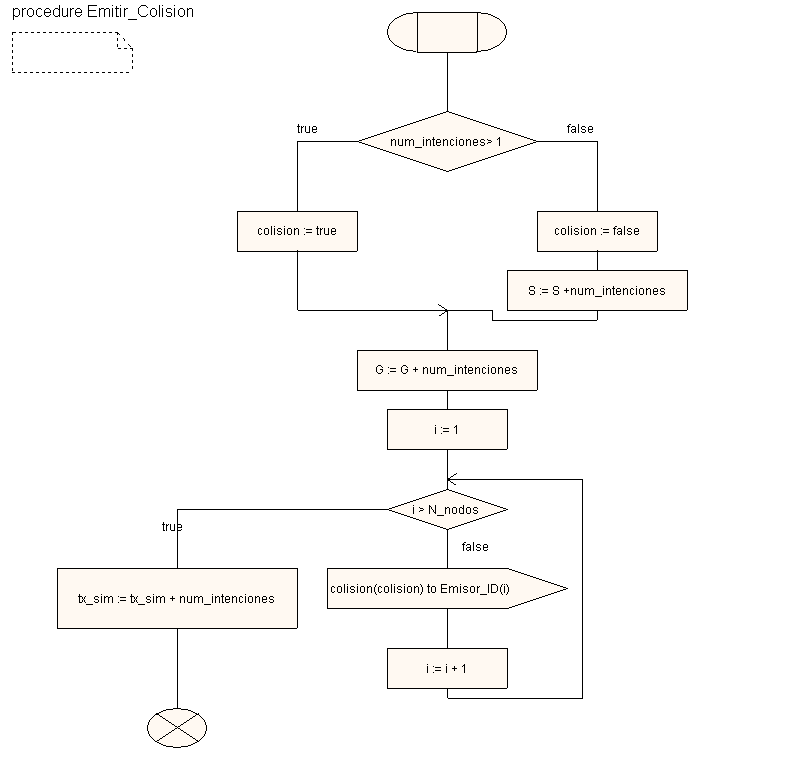 procedure Emitir_Colision
num_intenciones> 1
true
false
colision := true
colision := false
S := S +num_intenciones
G := G + num_intenciones
i := 1
i > N_nodos
true
false
tx_sim := tx_sim + num_intenciones
colision(colision) to Emisor_ID(i)
i := i + 1